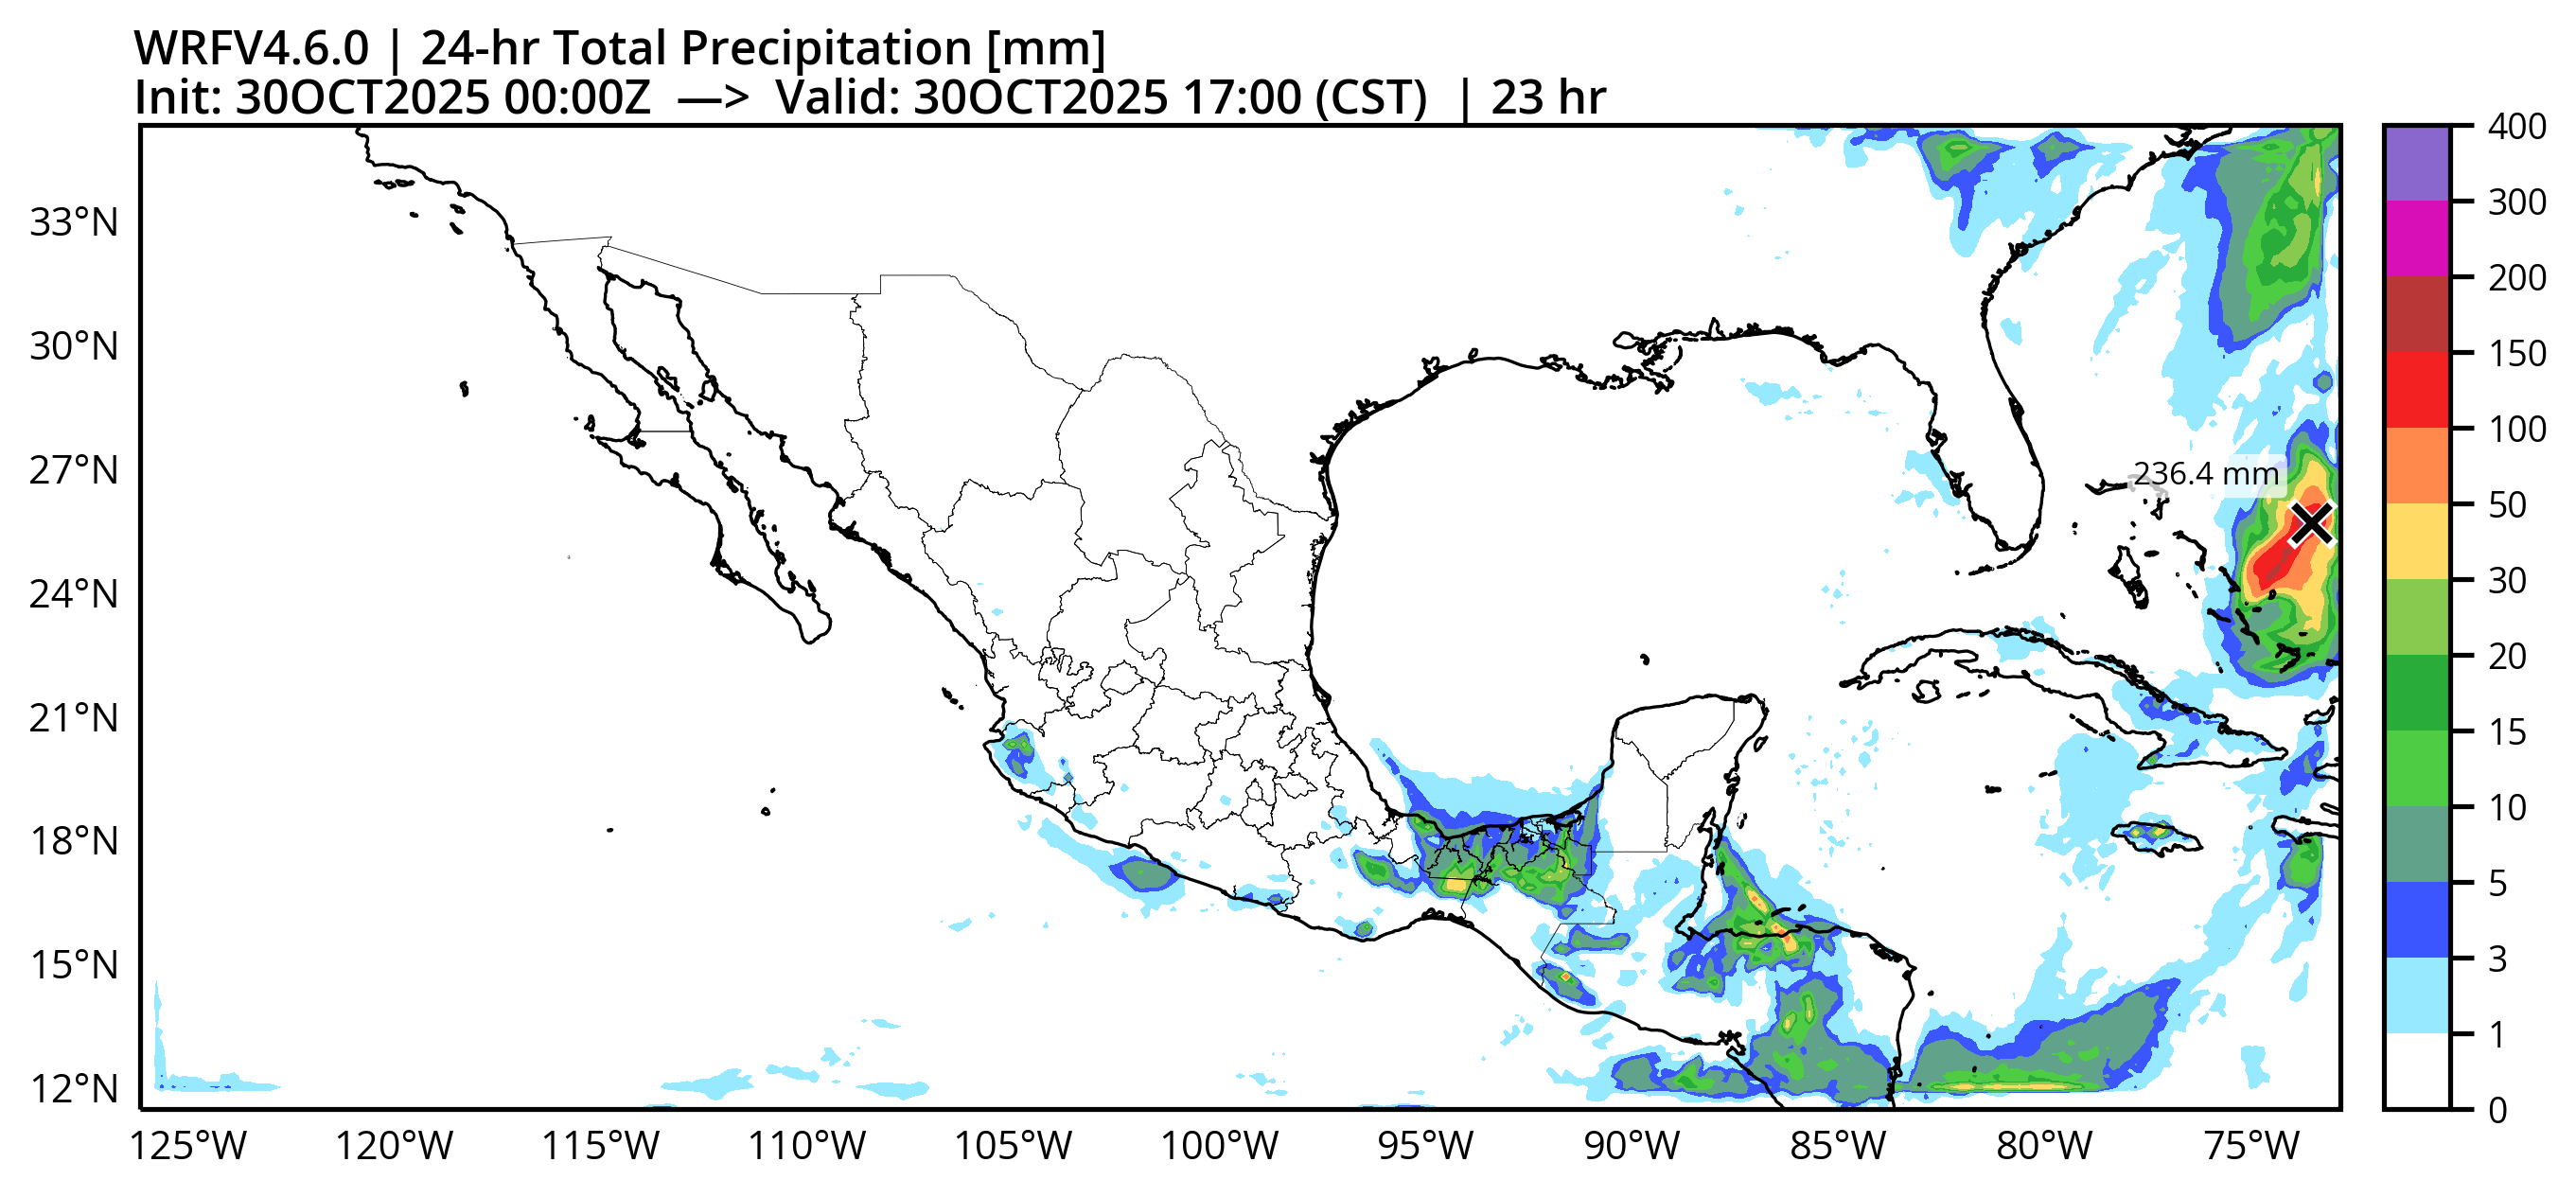 WRFV4.6.0 | 24-hr Total Precipitation [mm]
Init: 30OCT2025 00:00Z —> Valid: 30OCT2025 17:00 (CST) | 23 hr
33°N
30°N
27°N
24°N
21°N
18°N
15°N
12°N
236.4 mm
125°W 120°W 115°W 110°W 105°W 100°W 95°W 90°W 85°W 80°W 75°W
400
300
200
150
100
50
30
20
15
10
5
3
1
0